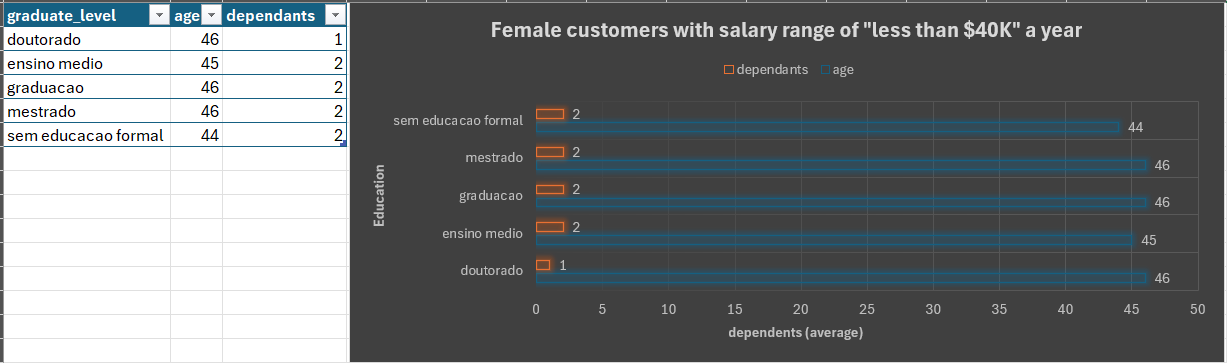 graduate_level age dependants
doutorado 46 1
ensino medio 45 2
graduacao 46 2
mestrado 46 2
sem educacao formal 44 2
Female customers with salary range of "less than $40K" a year
dependants age
Education
sem educacao formal 2 44
mestrado 2 46
graduacao 2 46
ensino medio 2 45
doutorado 1 46
0 5 10 15 20 25 30 35 40 45 50
dependents (average)